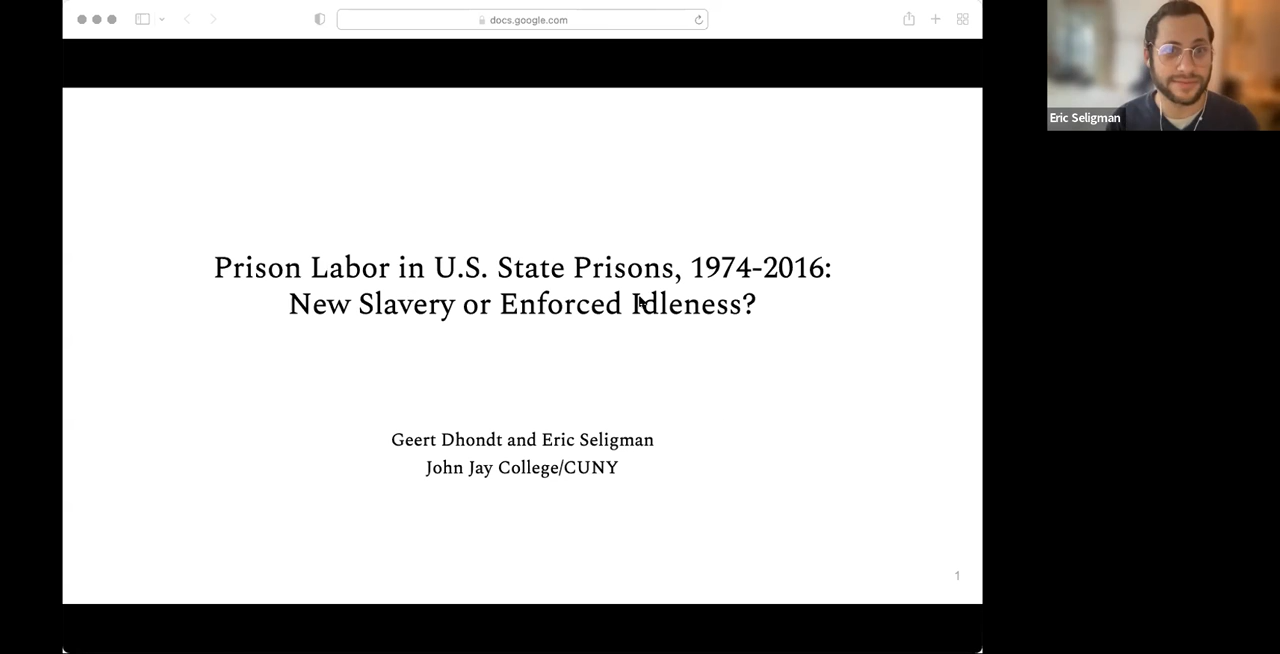 docs.google.com
Eric Seligman
Prison Labor in U.S. State Prisons, 1974-2016:
New Slavery or Enforced Idleness?
Geert Dhondt and Eric Seligman
John Jay College/CUNY
1